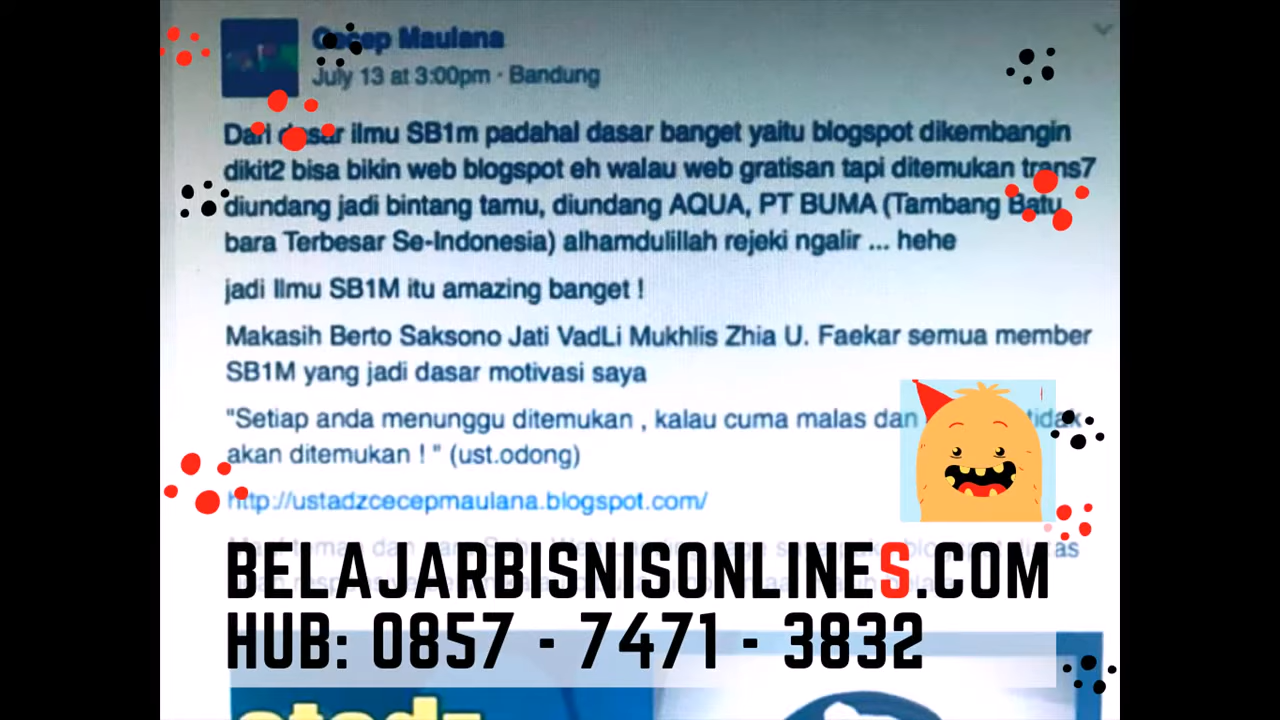 Cecep Maulana
July 13 at 3:00pm · Bandung
Dari dasar ilmu SB1m padahal dasar banget yaitu blogspot dikembangin
dikit2 bisa bikin web blogspot eh walau web gratisan tapi ditemukan trans7
diundang jadi bintang tamu, diundang AQUA, PT BUMA (Tambang Batu
bara Terbesar Se-Indonesia) alhamdulillah rejeki ngalir ... hehe
jadi Ilmu SB1M itu amazing banget !
Makasih Berto Saksono Jati VadLi Mukhlis Zhia U. Faekar semua member
SB1M yang jadi dasar motivasi saya
"Setiap anda menunggu ditemukan , kalau cuma malas dan tidak
akan ditemukan ! " (ust.odong)
http://ustadzcecepmaulana.blogspot.com/
BELAJARBISNISONLINES.COM
HUB: 0857 - 7471 - 3832